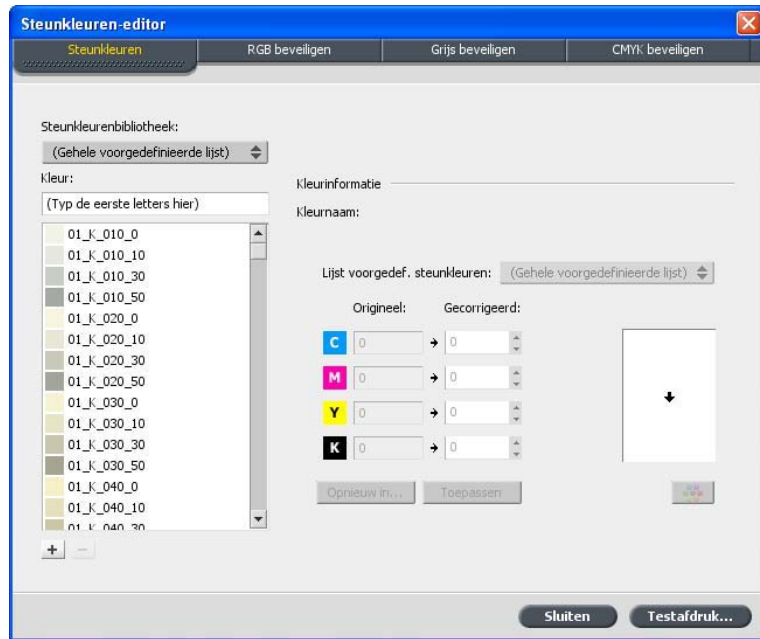 Steunkleuren-editor
Steunkleuren RGB beveiligen Grijs beveiligen CMYK beveiligen
Steunkleurenbibliotheek:
(Gehele voorgedefinieerde lijst)
Kleur:
(Typ de eerste letters hier)
01_K_010_0
01_K_010_10
01_K_010_30
01_K_010_50
01_K_020_0
01_K_020_10
01_K_020_30
01_K_020_50
01_K_030_0
01_K_030_10
01_K_030_30
01_K_030_50
01_K_040_0
01_K_040_10
01_K_040_30
Kleurinformatie
Kleurnaam:
Lijst voorgedef. steunkleuren: (Gehele voorgedefinieerde lijst)
Origineel: Gecorrigeerd:
C 0 0
M 0 0
Y 0 0
K 0 0
Opnieuw in... Toepassen
Sluiten Testafdruk...